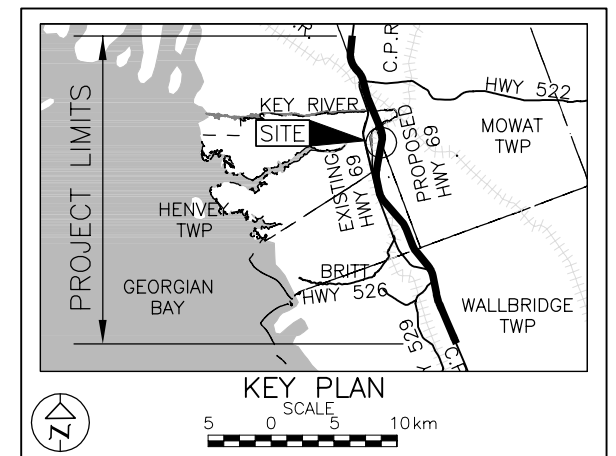 .R.
C.P.R
HWY 522
KEY RIVER
SITE
MOWAT
TWP
PROPOSED
HWY 69
EXISTING
HWY 69
PROJECT LIMITS
HENVEY
TWP
GEORGIAN
BAY
BRITT
HWY 526
WALLBRIDGE
TWP
529
KEY PLAN
SCALE
5 0 5 10km
N